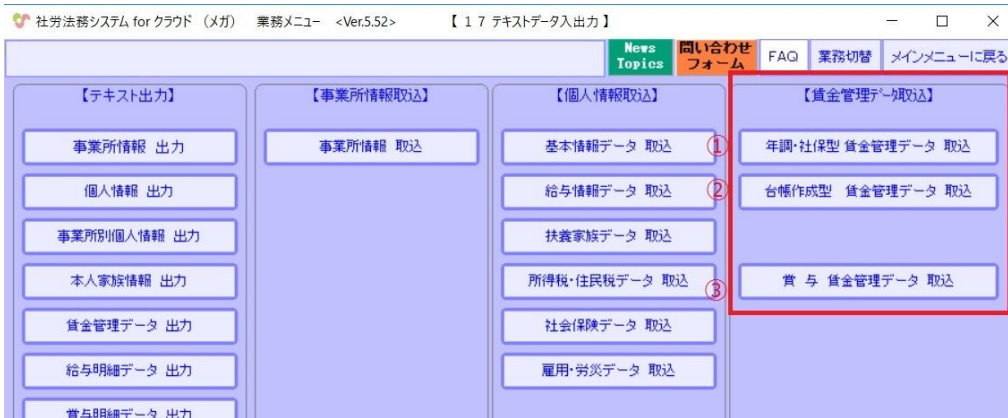 社労法務システム for クラウド （メガ） 業務メニュー <Ver.5.52> 【１７ テキストデータ入出力】
News Topics
問い合わせフォーム
FAQ
業務切替
メインメニューに戻る
【テキスト出力】
事業所情報 出力
個人情報 出力
事業所別個人情報 出力
本人家族情報 出力
賃金管理データ 出力
給与明細データ 出力
賞与明細データ 出力
【事業所情報取込】
事業所情報 取込
【個人情報取込】
基本情報データ 取込
給与情報データ 取込
扶養家族データ 取込
所得税・住民税データ 取込
社会保険データ 取込
雇用・労災データ 取込
【賃金管理データ取込】
① 年調・社保型 賃金管理データ 取込
② 台帳作成型 賃金管理データ 取込
③ 賞 与 賃金管理データ 取込